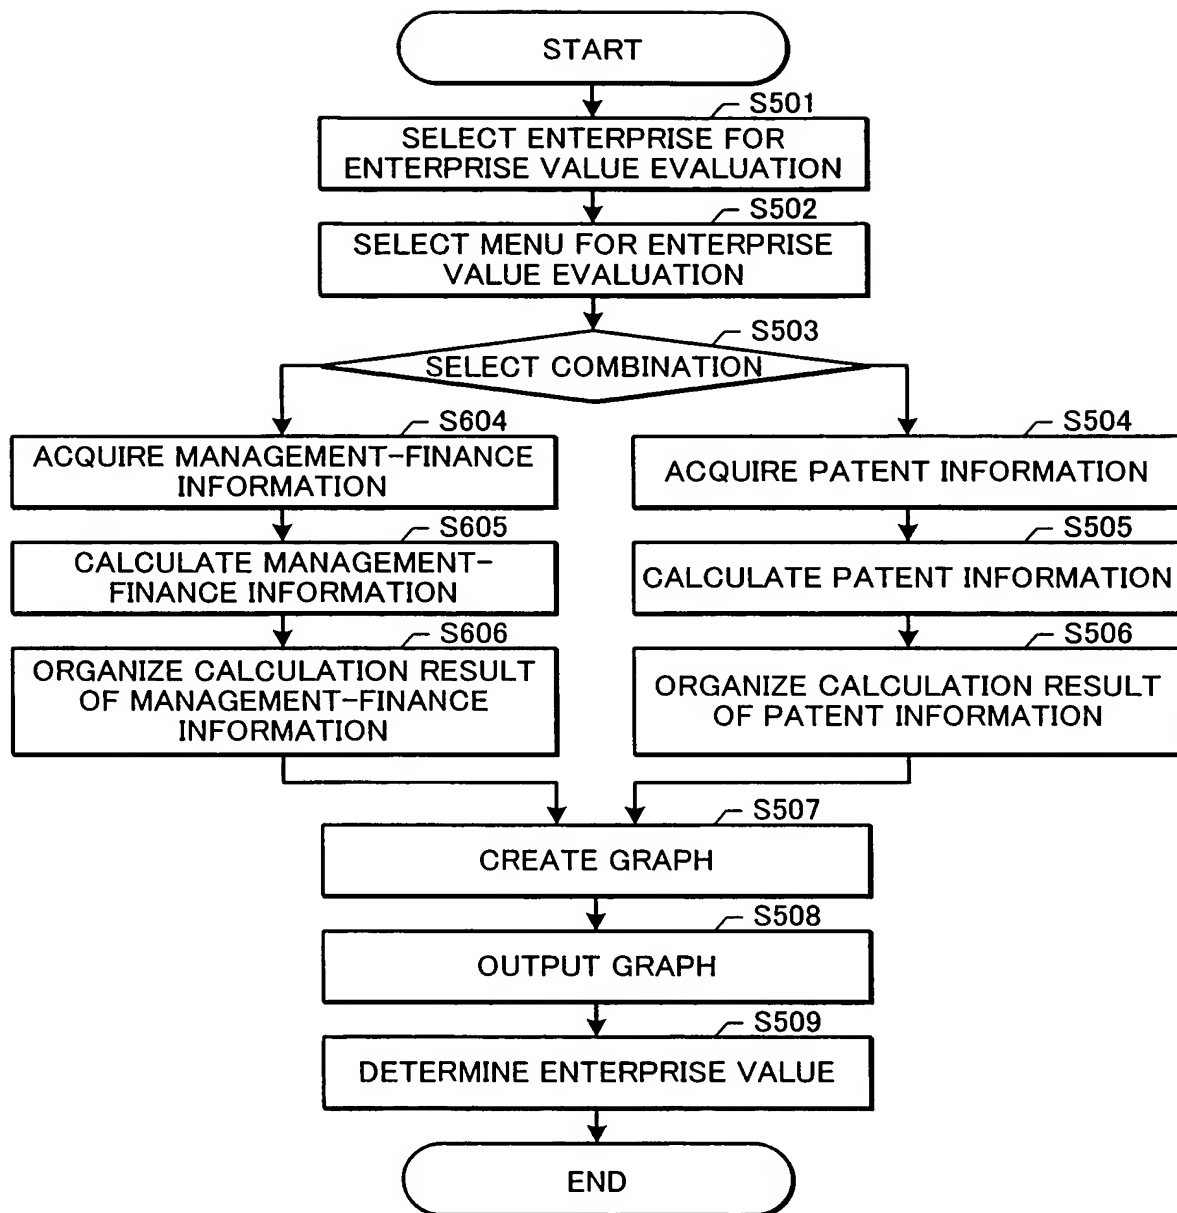 START
S501
SELECT ENTERPRISE FOR
ENTERPRISE VALUE EVALUATION
S502
SELECT MENU FOR ENTERPRISE
VALUE EVALUATION
S503
SELECT COMBINATION
S604
ACQUIRE MANAGEMENT-FINANCE
INFORMATION
S605
CALCULATE MANAGEMENT-
FINANCE INFORMATION
S606
ORGANIZE CALCULATION RESULT
OF MANAGEMENT-FINANCE
INFORMATION
S504
ACQUIRE PATENT INFORMATION
S505
CALCULATE PATENT INFORMATION
S506
ORGANIZE CALCULATION RESULT
OF PATENT INFORMATION
S507
CREATE GRAPH
S508
OUTPUT GRAPH
S509
DETERMINE ENTERPRISE VALUE
END